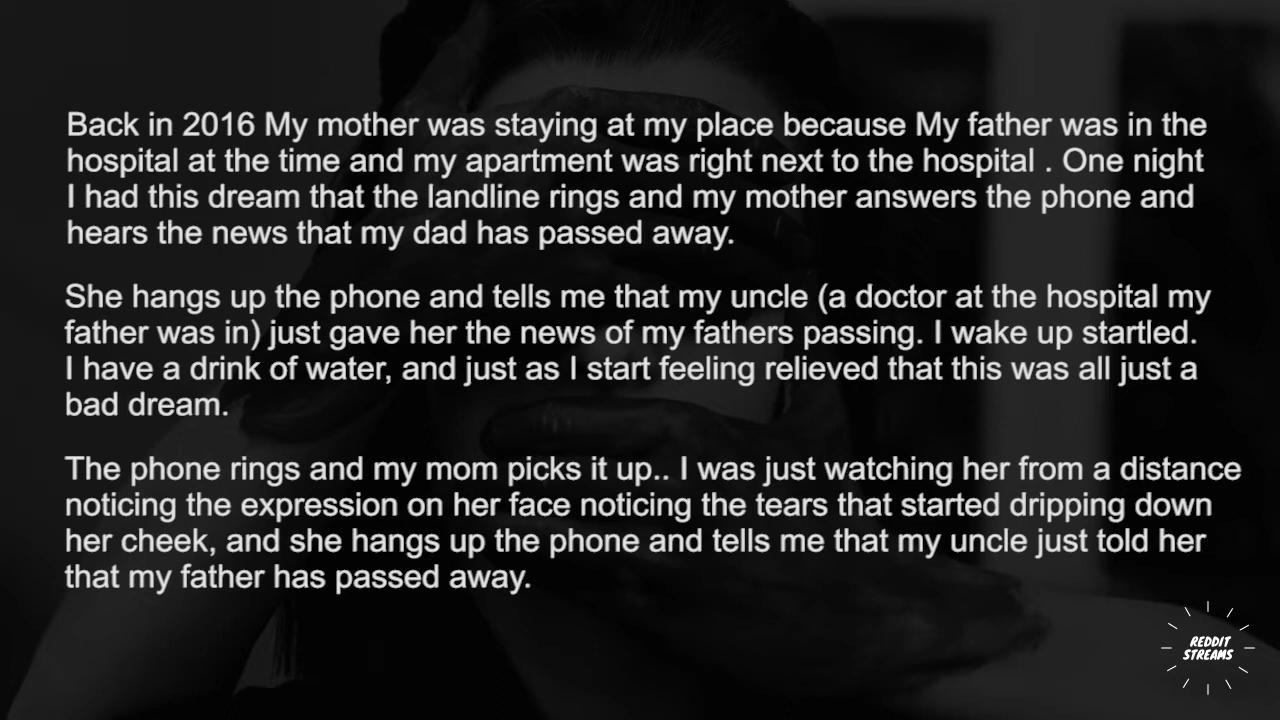 Back in 2016 My mother was staying at my place because My father was in the
hospital at the time and my apartment was right next to the hospital . One night
I had this dream that the landline rings and my mother answers the phone and
hears the news that my dad has passed away.
She hangs up the phone and tells me that my uncle (a doctor at the hospital my
father was in) just gave her the news of my fathers passing. I wake up startled.
I have a drink of water, and just as I start feeling relieved that this was all just a
bad dream.
The phone rings and my mom picks it up.. I was just watching her from a distance
noticing the expression on her face noticing the tears that started dripping down
her cheek, and she hangs up the phone and tells me that my uncle just told her
that my father has passed away.
REDDIT
STREAMS